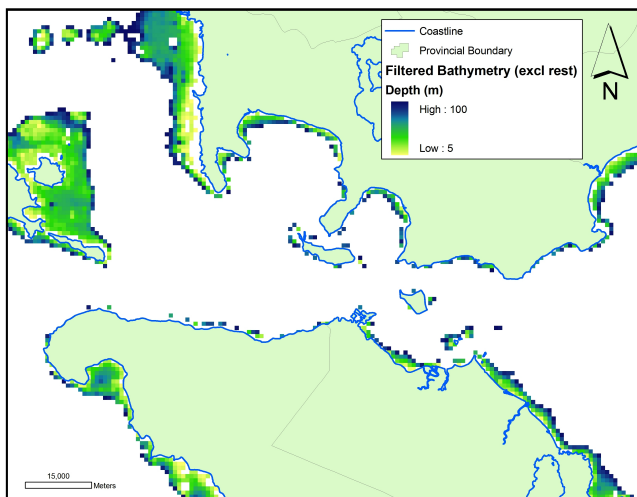 Coastline
Provincial Boundary
Filtered Bathymetry (excl rest)
Depth (m)
High : 100
Low : 5
N
15,000
Meters